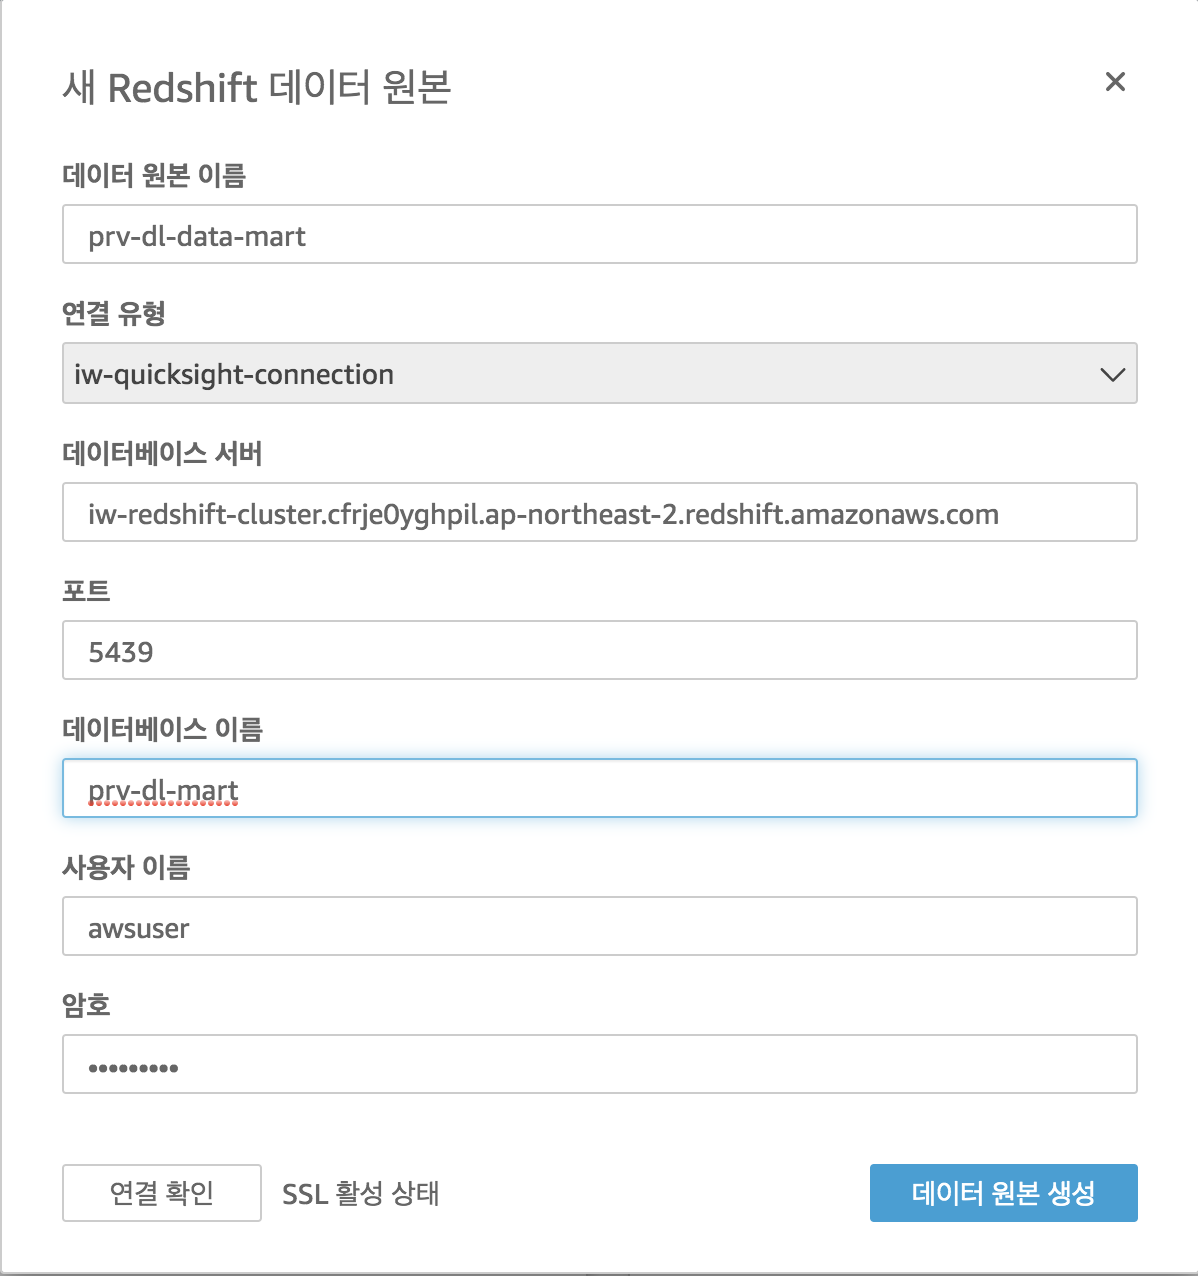 새 Redshift 데이터 원본
데이터 원본 이름
prv-dl-data-mart
연결 유형
iw-quicksight-connection
데이터베이스 서버
iw-redshift-cluster.cfrje0yghpil.ap-northeast-2.redshift.amazonaws.com
포트
5439
데이터베이스 이름
prv-dl-mart
사용자 이름
awsuser
암호
•••••••••
연결 확인 SSL 활성 상태 데이터 원본 생성